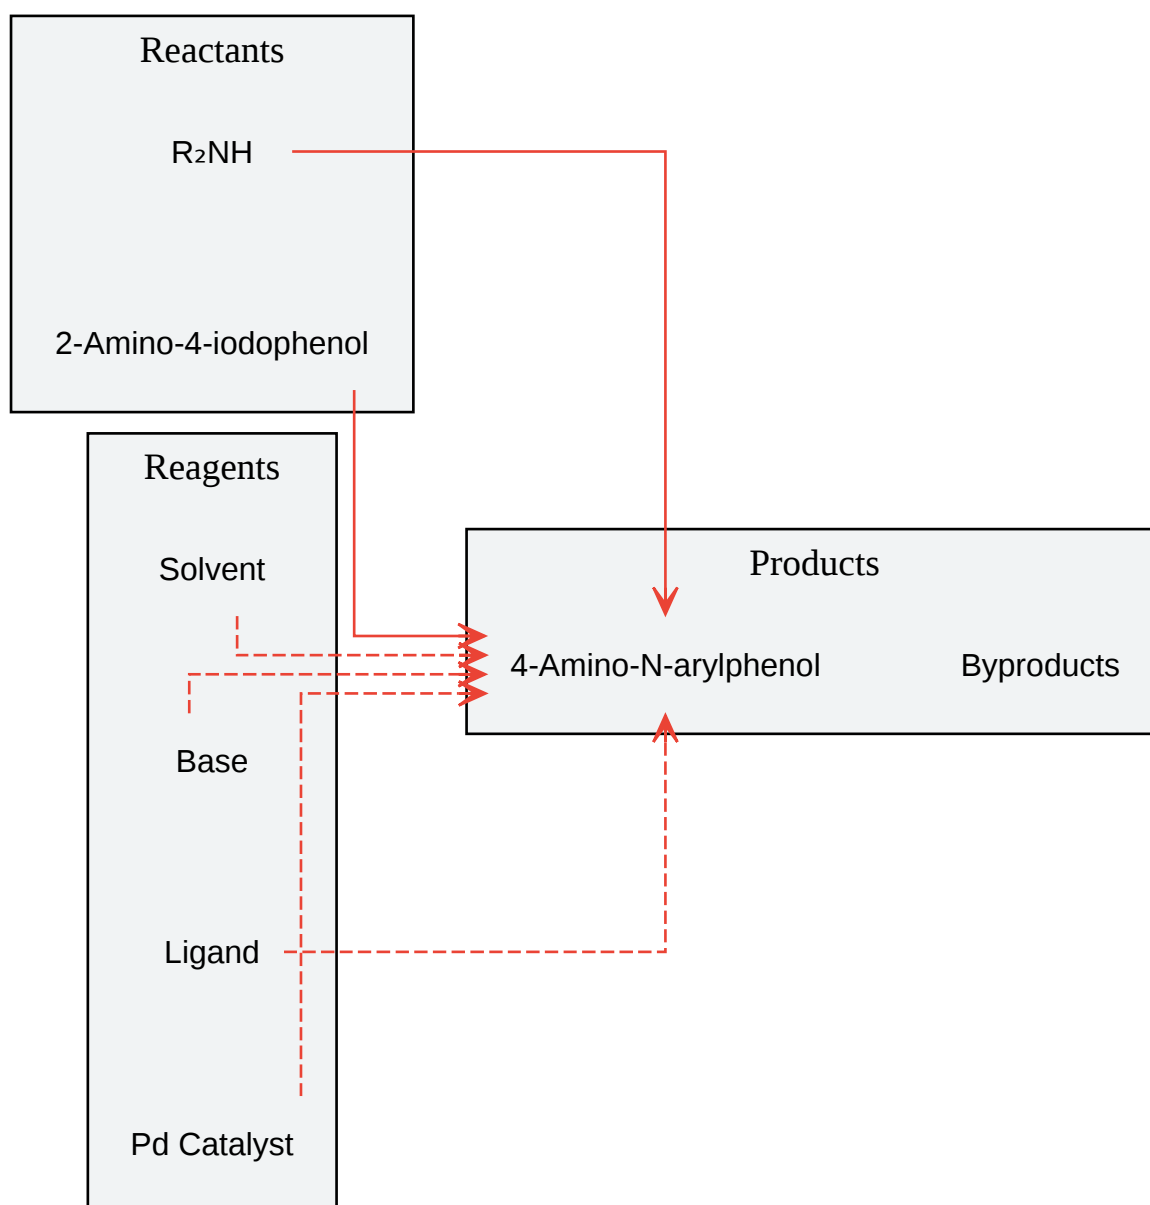 Reactants
R₂NH
2-Amino-4-iodophenol
Reagents
Solvent
Base
Ligand
Pd Catalyst
Products
4-Amino-N-arylphenol
Byproducts